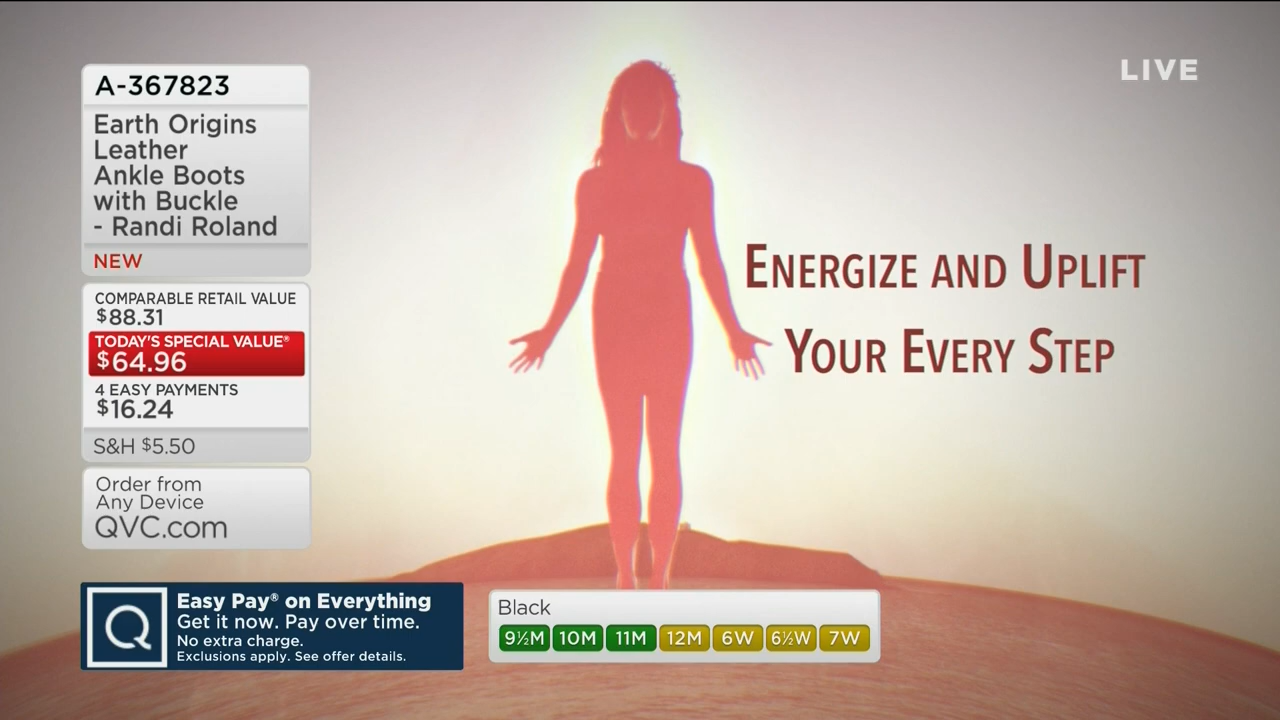 LIVE
A-367823
Earth Origins
Leather
Ankle Boots
with Buckle
- Randi Roland
NEW
COMPARABLE RETAIL VALUE
$88.31
TODAY'S SPECIAL VALUE®
$64.96
4 EASY PAYMENTS
$16.24
S&H $5.50
Order from
Any Device
QVC.com
ENERGIZE AND UPLIFT
YOUR EVERY STEP
Q
Easy Pay® on Everything
Get it now. Pay over time.
No extra charge.
Exclusions apply. See offer details.
Black
9½M 10M 11M 12M 6W 6½W 7W